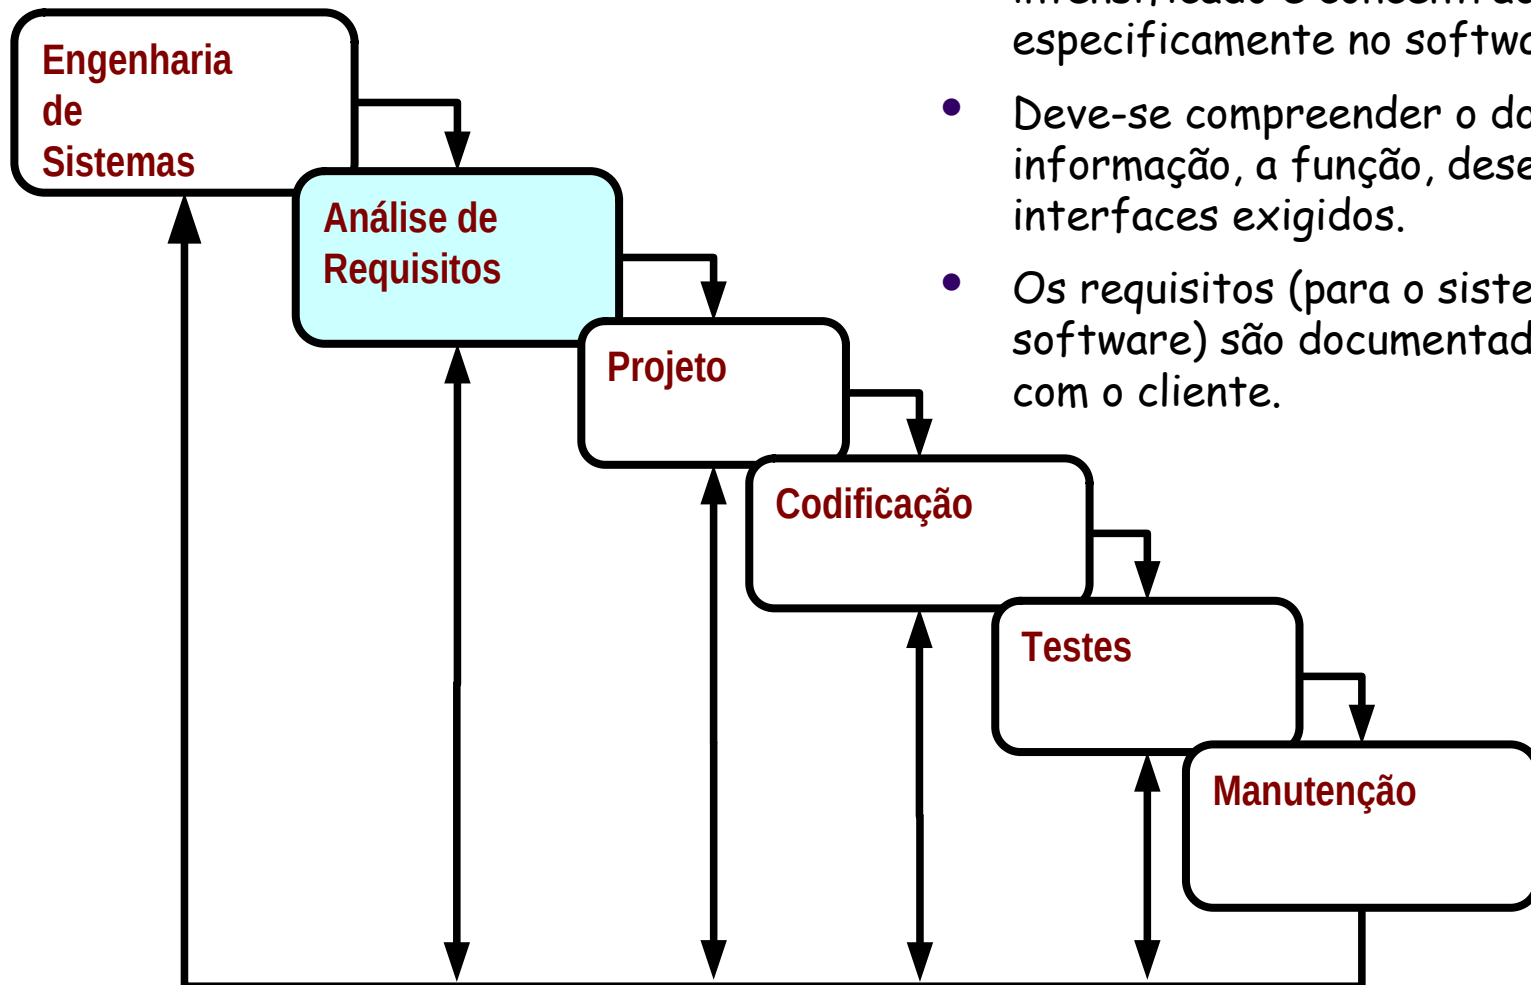 Engenharia
de
Sistemas
Análise de
Requisitos
Projeto
Codificação
Testes
Manutenção
especificamente no
• Deve-se compreender o
informação, a função,
interfaces exigidos.
• Os requisitos (para o
software) são
com o cliente.